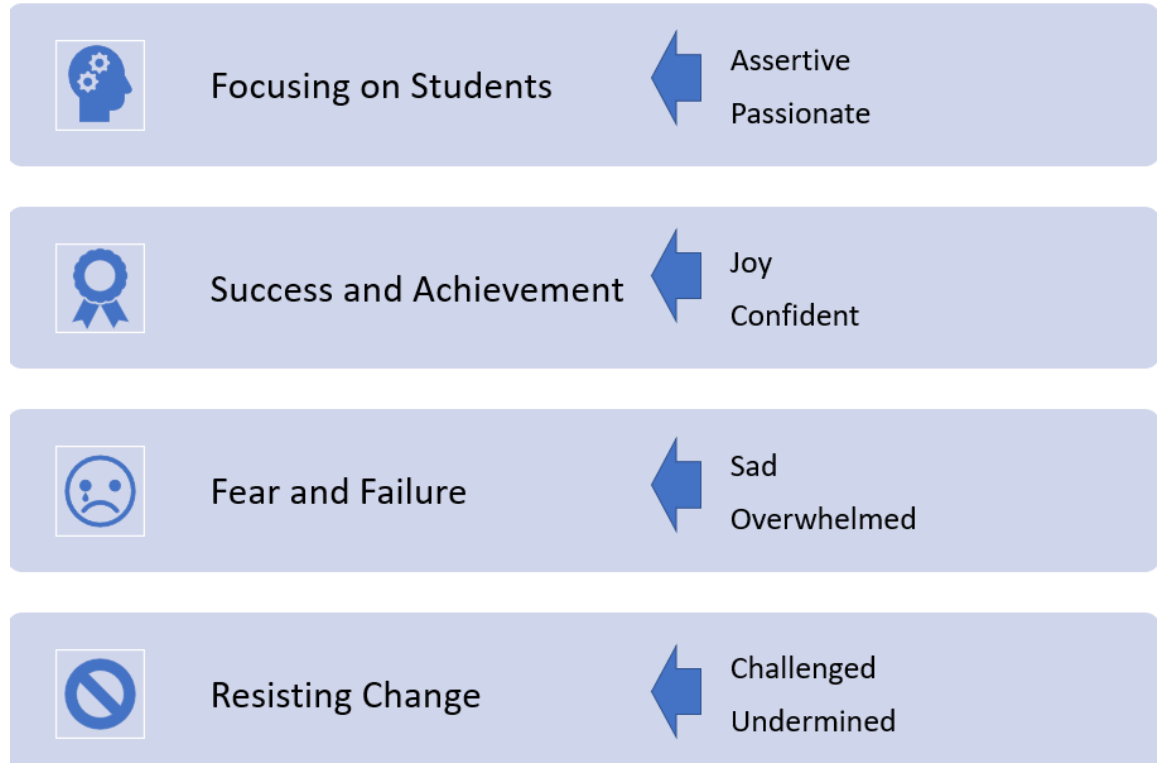 Focusing on Students
Assertive
Passionate
Success and Achievement
Joy
Confident
Fear and Failure
Sad
Overwhelmed
Resisting Change
Challenged
Undermined